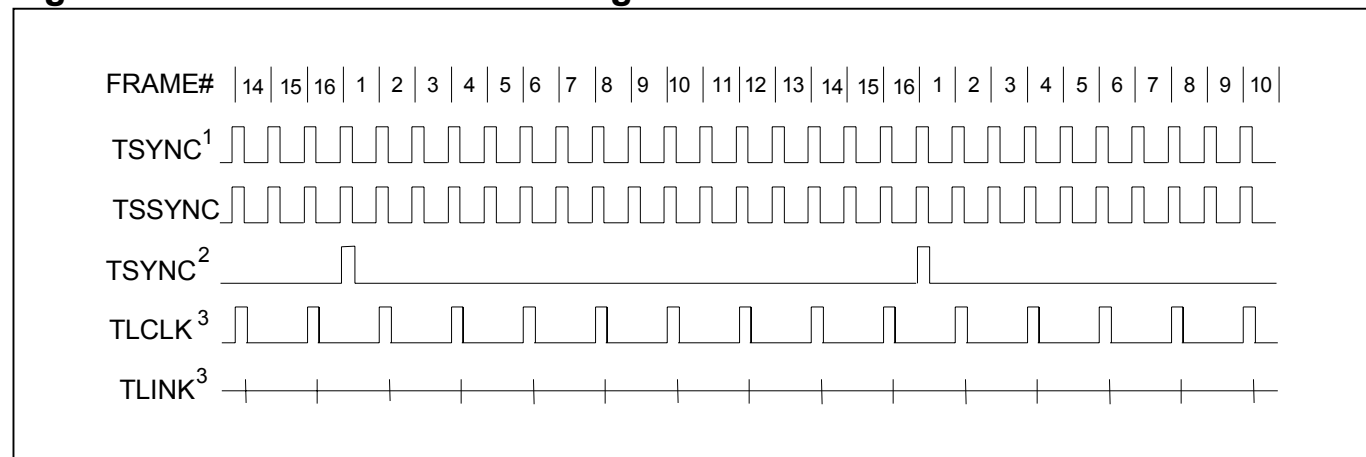 FRAME# 14 15 16 1 2 3 4 5 6 7 8 9 10 11 12 13 14 15 16 1 2 3 4 5 6 7 8 9 10
TSYNC1
TSSYNC
TSYNC2
TLCLK3
TLINK3